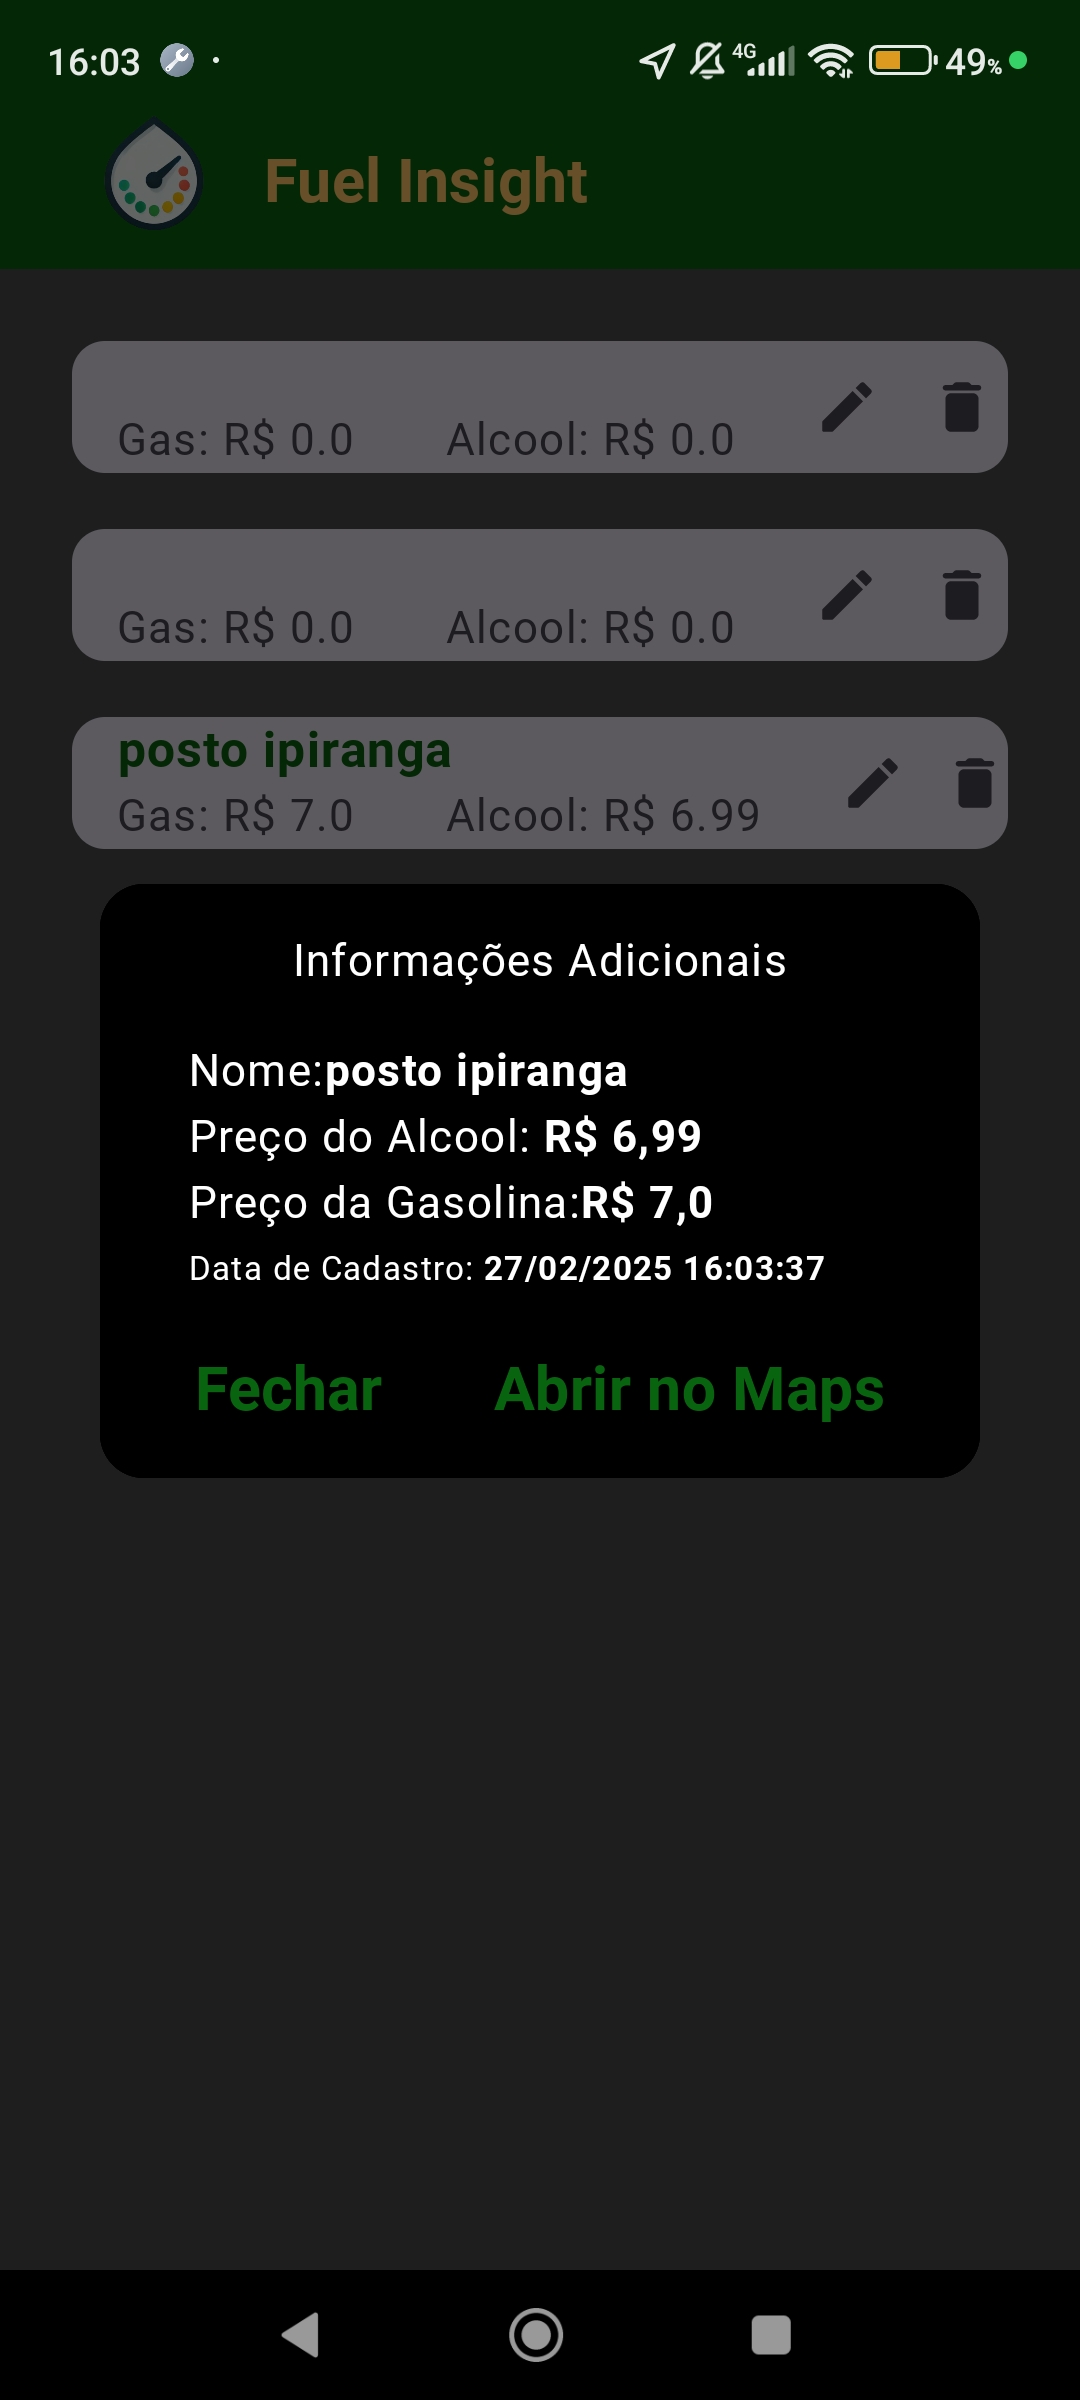 16:03
4G
49%
Fuel Insight
Gas: R$ 0.0 Alcool: R$ 0.0
Gas: R$ 0.0 Alcool: R$ 0.0
posto ipiranga
Gas: R$ 7.0 Alcool: R$ 6.99
Informações Adicionais
Nome:posto ipiranga
Preço do Alcool: R$ 6,99
Preço da Gasolina:R$ 7,0
Data de Cadastro: 27/02/2025 16:03:37
Fechar Abrir no Maps